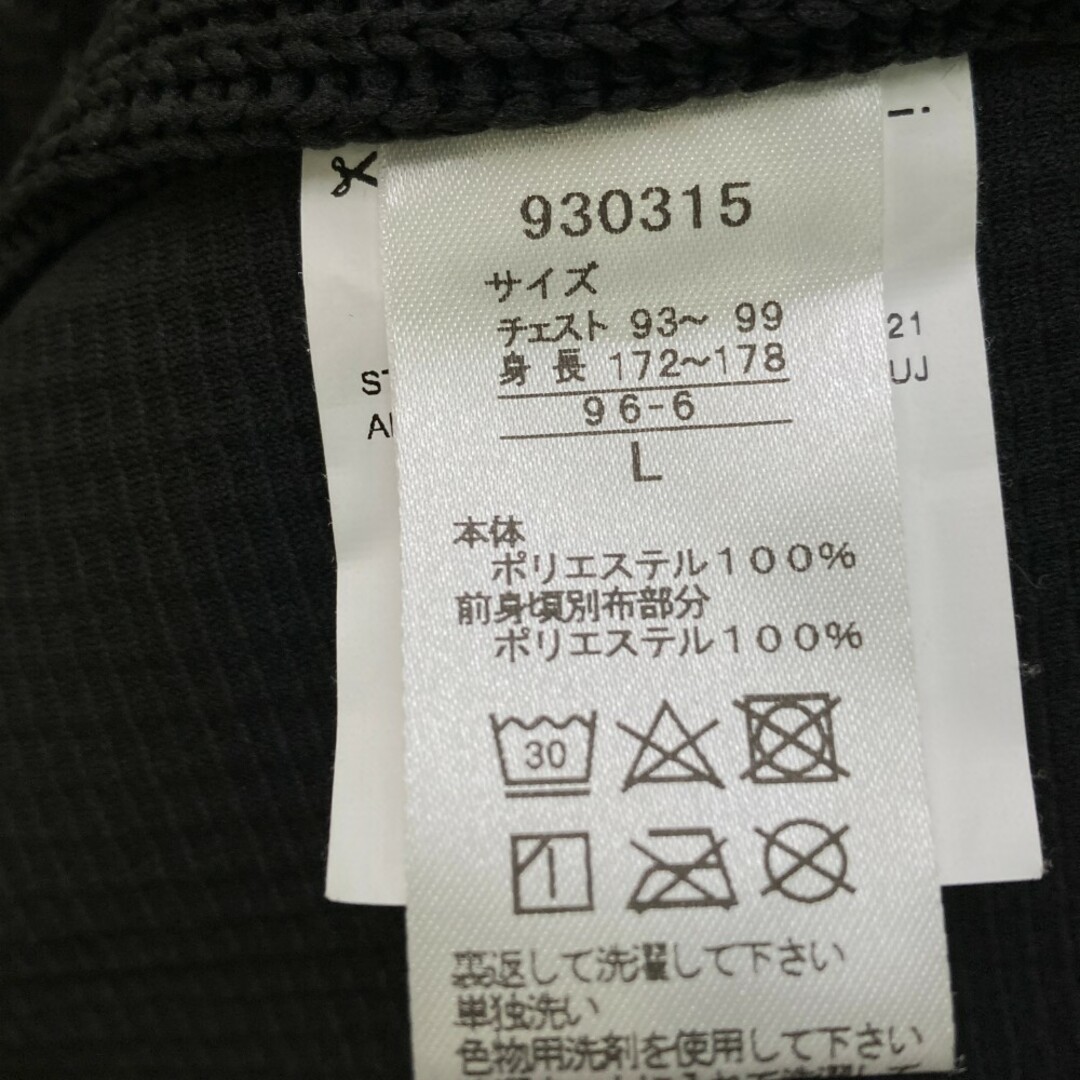 930315
サイズ
チェスト 93～ 99
身 長 172～178
96-6
L
本体
ポリエステル100%
前身頃別布部分
ポリエステル100%
30
裏返して洗濯して下さい
単独洗い
色物用洗剤を使用して下さい
21
UJ